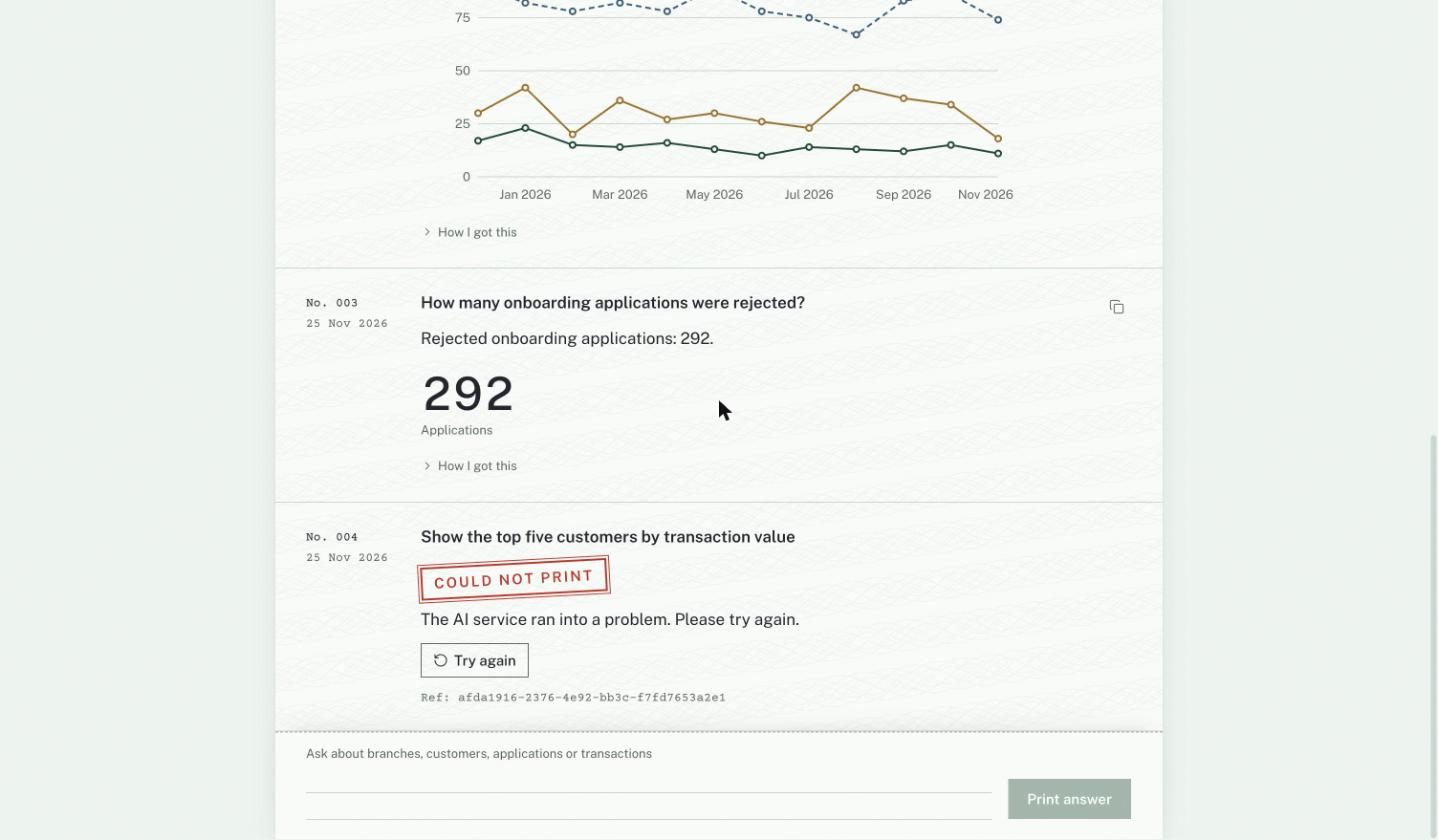 75
50
25
0
Jan 2026 Mar 2026 May 2026 Jul 2026 Sep 2026 Nov 2026
How I got this
No. 003
25 Nov 2026
How many onboarding applications were rejected?
Rejected onboarding applications: 292.
292
Applications
How I got this
No. 004
25 Nov 2026
Show the top five customers by transaction value
COULD NOT PRINT
The AI service ran into a problem. Please try again.
Try again
Ref: afda1916-2376-4e92-bb3c-f7fd7653a2e1
Ask about branches, customers, applications or transactions
Print answer